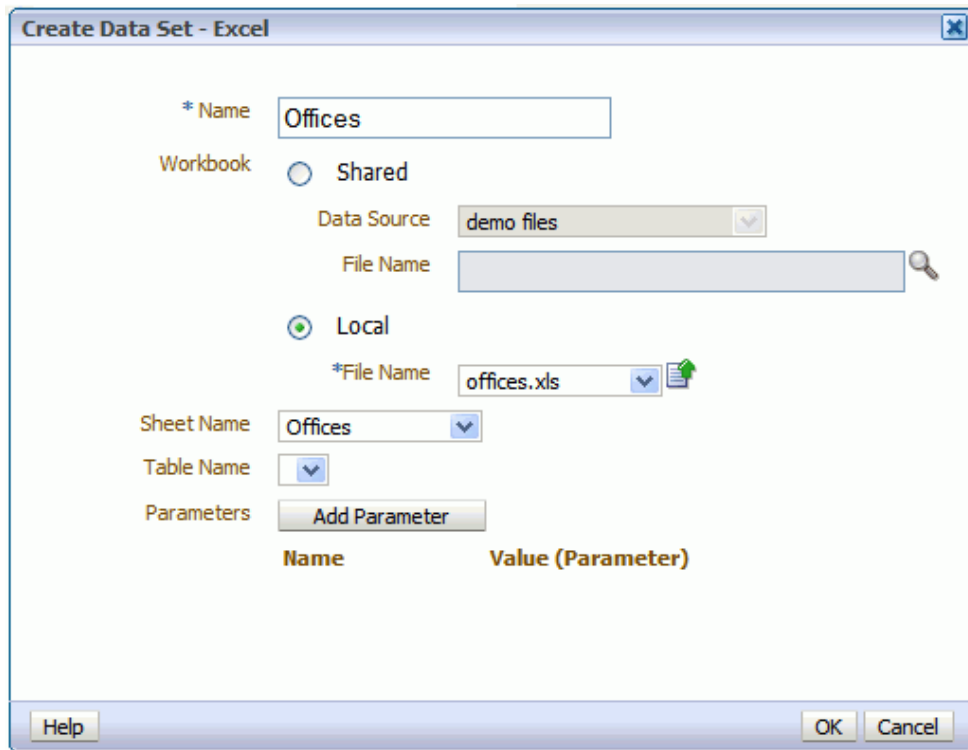 Create Data Set - Excel
* Name Offices
Workbook Shared
Data Source demo files
File Name
Local
*File Name offices.xls
Sheet Name Offices
Table Name
Parameters Add Parameter
Name Value (Parameter)
Help OK Cancel